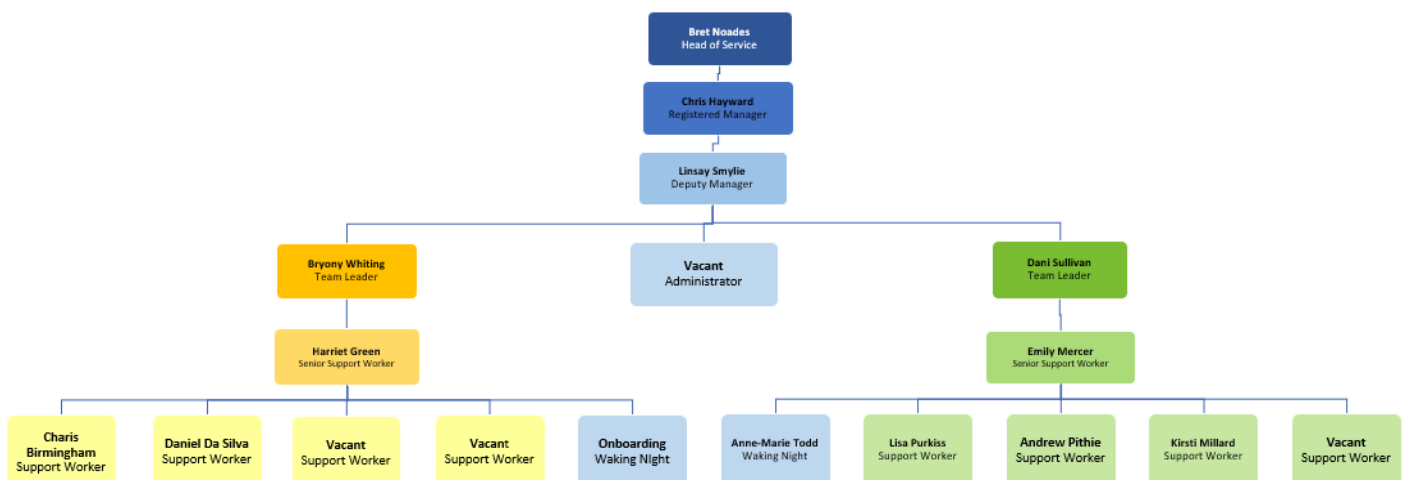 Bret Noades
Head of Service
Chris Hayward
Registered Manager
Linsay Smylie
Deputy Manager
Bryony Whiting
Team Leader
Vacant
Administrator
Dani Sullivan
Team Leader
Harriet Green
Senior Support Worker
Emily Mercer
Senior Support Worker
Charis
Birmingham
Support Worker
Daniel Da Silva
Support Worker
Vacant
Support Worker
Vacant
Support Worker
Onboarding
Waking NIght
Anne-Marie Todd
Waking Night
Lisa Purkiss
Support Worker
Andrew Pithie
Support Worker
Kirsti Millard
Support Worker
Vacant
Support Worker